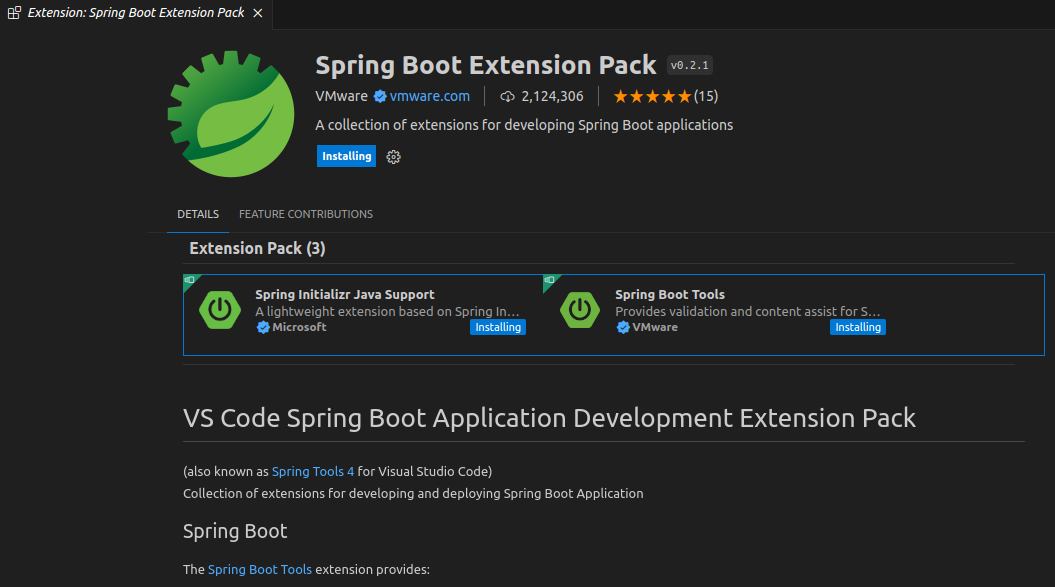 Extension: Spring Boot Extension Pack
Spring Boot Extension Pack v0.2.1
VMware vmware.com 2,124,306 (15)
A collection of extensions for developing Spring Boot applications
Installing
DETAILS FEATURE CONTRIBUTIONS
Extension Pack (3)
Spring Initializr Java Support
A lightweight extension based on Spring In…
Microsoft Installing
Spring Boot Tools
Provides validation and content assist for S…
VMware Installing
VS Code Spring Boot Application Development Extension Pack
(also known as Spring Tools 4 for Visual Studio Code)
Collection of extensions for developing and deploying Spring Boot Application
Spring Boot
The Spring Boot Tools extension provides: